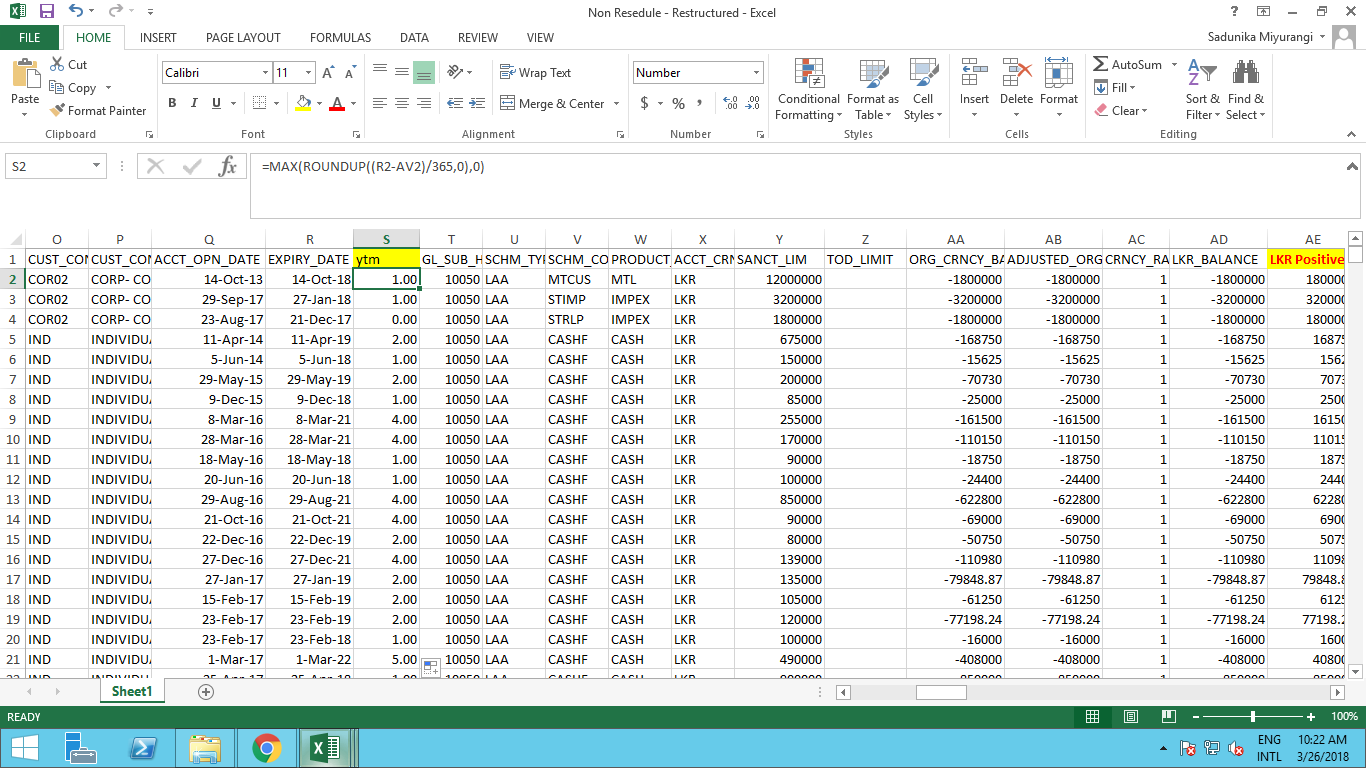 Non Resedule - Restructured - Excel
FILE HOME INSERT PAGE LAYOUT FORMULAS DATA REVIEW VIEW Sadunika Miyurangi
Paste Cut Copy Format Painter
Calibri 11 B I U
Wrap Text Merge & Center
Number $ % ,
Conditional Formatting Format as Table Cell Styles
Insert Delete Format
AutoSum Fill Clear Sort & Filter Find & Select
Clipboard Font Alignment Number Styles Cells Editing
S2 fx =MAX(ROUNDUP((R2-AV2)/365,0),0)
O P Q R S T U V W X Y Z AA AB AC AD AE
1 CUST_CON CUST_CON ACCT_OPN_DATE EXPIRY_DATE ytm GL_SUB_H SCHM_TYP SCHM_CO PRODUCT_ ACCT_CRN SANCT_LIM TOD_LIMIT ORG_CRNCY_BA ADJUSTED_ORG CRNCY_RA LKR_BALANCE LKR Positive
2 COR02 CORP- CO 14-Oct-13 14-Oct-18 1.00 10050 LAA MTCUS MTL LKR 12000000 -1800000 -1800000 1 -1800000 180000
3 COR02 CORP- CO 29-Sep-17 27-Jan-18 1.00 10050 LAA STIMP IMPEX LKR 3200000 -3200000 -3200000 1 -3200000 320000
4 COR02 CORP- CO 23-Aug-17 21-Dec-17 0.00 10050 LAA STRLP IMPEX LKR 1800000 -1800000 -1800000 1 -1800000 180000
5 IND INDIVIDU 11-Apr-14 11-Apr-19 2.00 10050 LAA CASHF CASH LKR 675000 -168750 -168750 1 -168750 16875
6 IND INDIVIDU 5-Jun-14 5-Jun-18 1.00 10050 LAA CASHF CASH LKR 150000 -15625 -15625 1 -15625 1562
7 IND INDIVIDU 29-May-15 29-May-19 2.00 10050 LAA CASHF CASH LKR 200000 -70730 -70730 1 -70730 7073
8 IND INDIVIDU 9-Dec-15 9-Dec-18 1.00 10050 LAA CASHF CASH LKR 85000 -25000 -25000 1 -25000 2500
9 IND INDIVIDU 8-Mar-16 8-Mar-21 4.00 10050 LAA CASHF CASH LKR 255000 -161500 -161500 1 -161500 16150
10 IND INDIVIDU 28-Mar-16 28-Mar-21 4.00 10050 LAA CASHF CASH LKR 170000 -110150 -110150 1 -110150 11015
11 IND INDIVIDU 18-May-16 18-May-18 1.00 10050 LAA CASHF CASH LKR 90000 -18750 -18750 1 -18750 1875
12 IND INDIVIDU 20-Jun-16 20-Jun-18 1.00 10050 LAA CASHF CASH LKR 100000 -24400 -24400 1 -24400 2440
13 IND INDIVIDU 29-Aug-16 29-Aug-21 4.00 10050 LAA CASHF CASH LKR 850000 -622800 -622800 1 -622800 62280
14 IND INDIVIDU 21-Oct-16 21-Oct-21 4.00 10050 LAA CASHF CASH LKR 90000 -69000 -69000 1 -69000 6900
15 IND INDIVIDU 22-Dec-16 22-Dec-19 2.00 10050 LAA CASHF CASH LKR 80000 -50750 -50750 1 -50750 5075
16 IND INDIVIDU 27-Dec-16 27-Dec-21 4.00 10050 LAA CASHF CASH LKR 139000 -110980 -110980 1 -110980 11098
17 IND INDIVIDU 27-Jan-17 27-Jan-19 2.00 10050 LAA CASHF CASH LKR 135000 -79848.87 -79848.87 1 -79848.87 79848.8
18 IND INDIVIDU 15-Feb-17 15-Feb-19 2.00 10050 LAA CASHF CASH LKR 105000 -61250 -61250 1 -61250 6125
19 IND INDIVIDU 23-Feb-17 23-Feb-19 2.00 10050 LAA CASHF CASH LKR 120000 -77198.24 -77198.24 1 -77198.24 77198.2
20 IND INDIVIDU 23-Feb-17 23-Feb-18 1.00 10050 LAA CASHF CASH LKR 100000 -16000 -16000 1 -16000 1600
21 IND INDIVIDU 1-Mar-17 1-Mar-22 5.00 10050 LAA CASHF CASH LKR 490000 -408000 -408000 1 -408000 40800
Sheet1
READY 100%
ENG 10:22 AM
INTL 3/26/2018